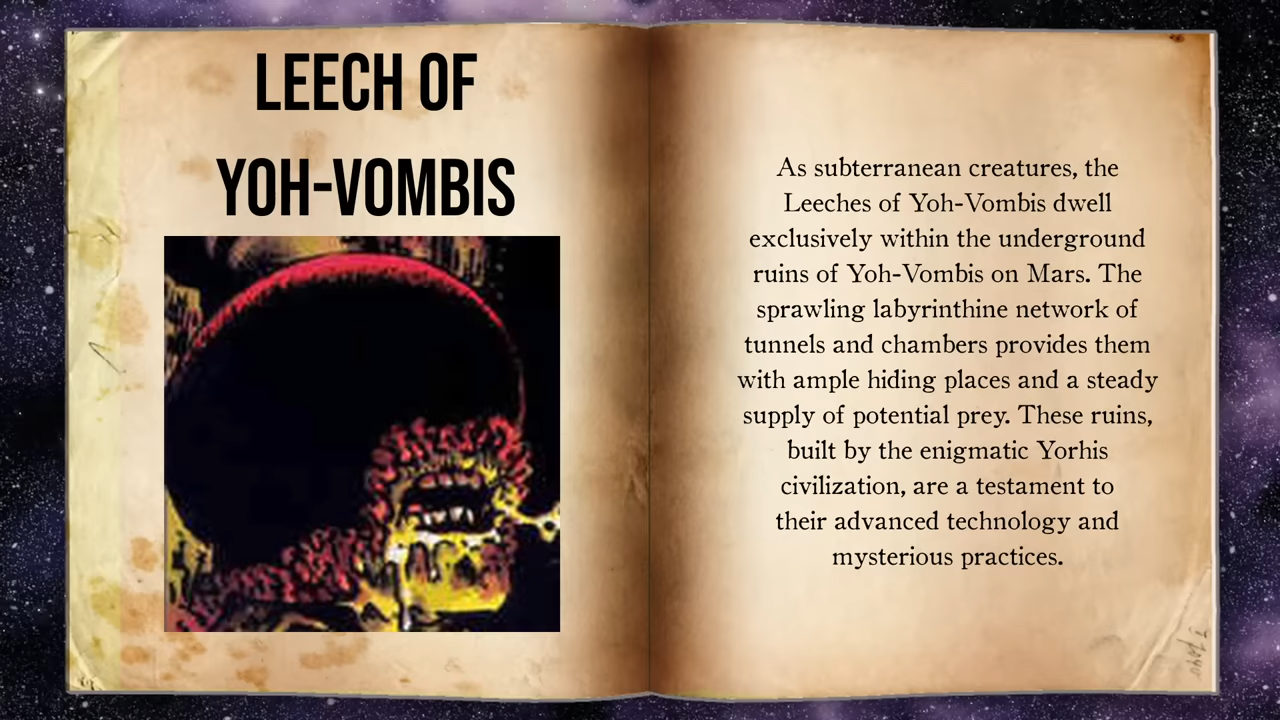 LEECH OF
YOH-VOMBIS
As subterranean creatures, the
Leeches of Yoh-Vombis dwell
exclusively within the underground
ruins of Yoh-Vombis on Mars. The
sprawling labyrinthine network of
tunnels and chambers provides them
with ample hiding places and a steady
supply of potential prey. These ruins,
built by the enigmatic Yorhis
civilization, are a testament to
their advanced technology and
mysterious practices.